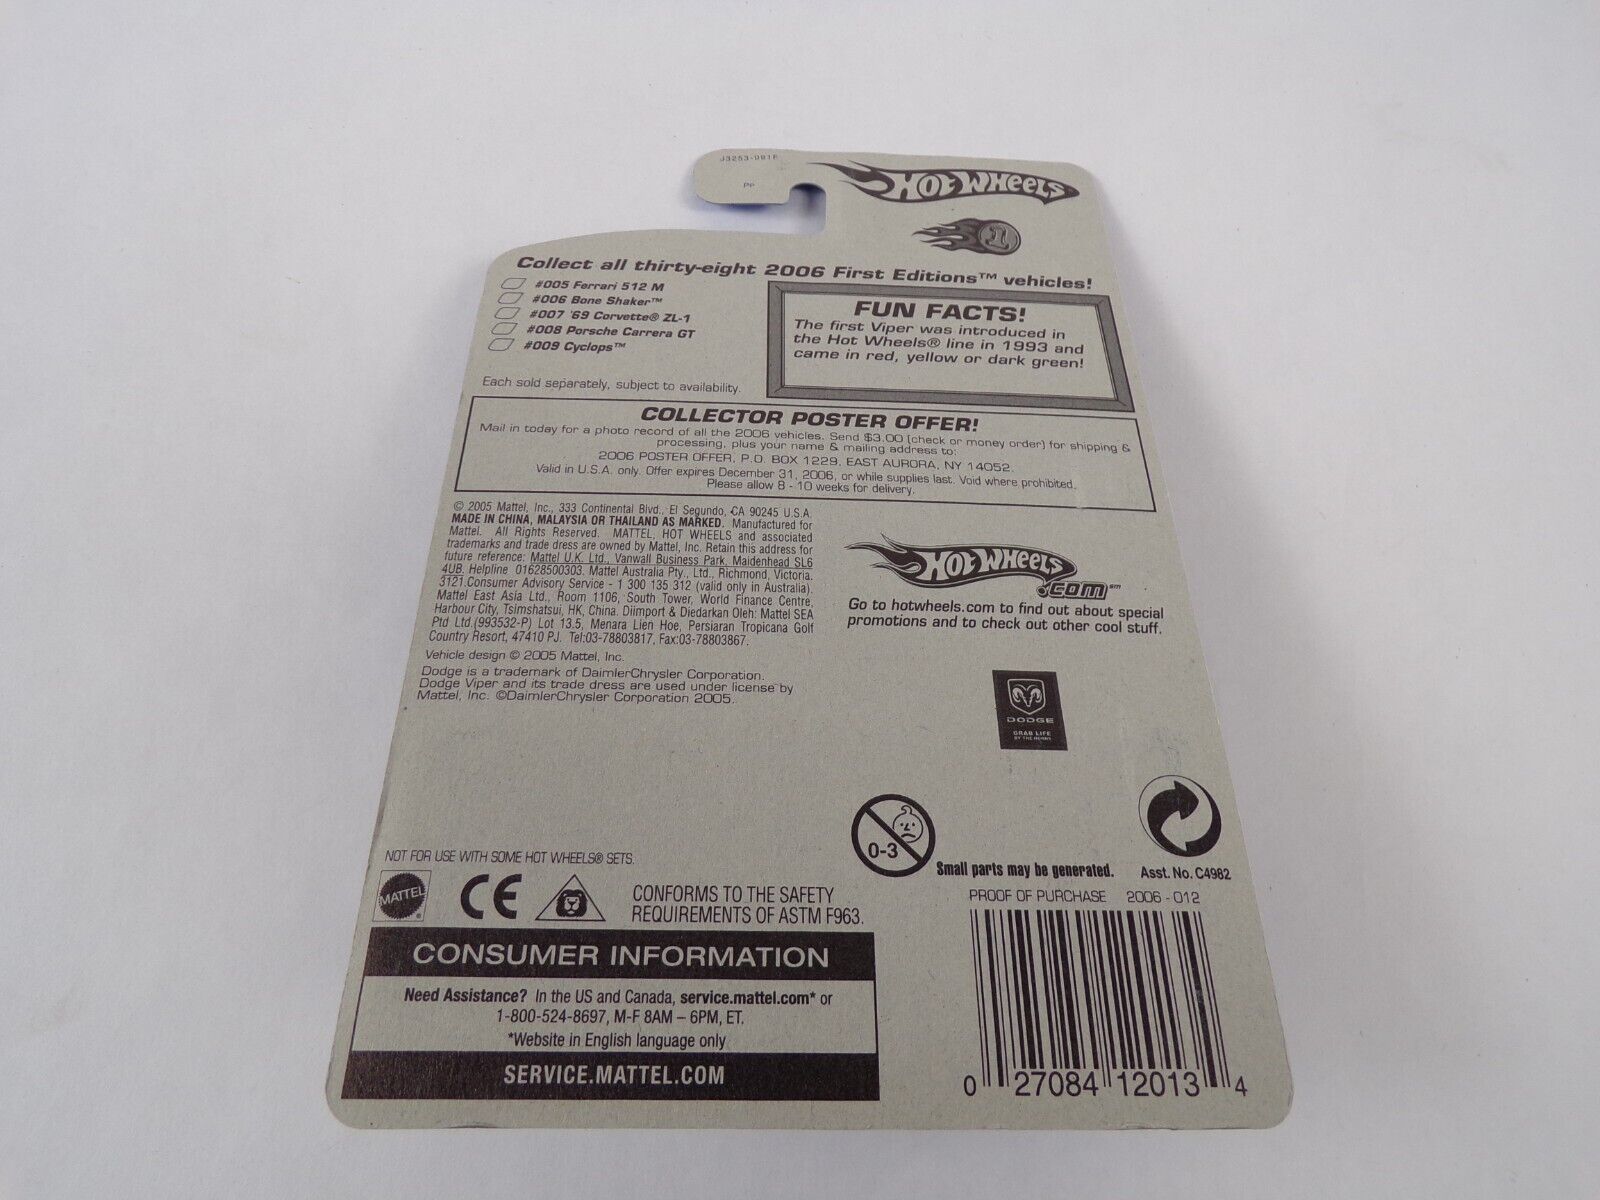 J3253-091F
PP
HOT WHEELS
1
Collect all thirty-eight 2006 First Editions™ vehicles!
#005 Ferrari 512 M
#006 Bone Shaker™
#007 '69 Corvette® ZL-1
#008 Porsche Carrera GT
#009 Cyclops™
Each sold separately, subject to availability.
FUN FACTS!
The first Viper was introduced in
the Hot Wheels® line in 1993 and
came in red, yellow or dark green!
COLLECTOR POSTER OFFER!
Mail in today for a photo record of all the 2006 vehicles. Send $3.00 (check or money order) for shipping &
processing, plus your name & mailing address to:
2006 POSTER OFFER, P.O. BOX 1229, EAST AURORA, NY 14052.
Valid in U.S.A. only. Offer expires December 31, 2006, or while supplies last. Void where prohibited.
Please allow 8 - 10 weeks for delivery.
© 2005 Mattel, Inc., 333 Continental Blvd., El Segundo, CA 90245 U.S.A.
MADE IN CHINA, MALAYSIA OR THAILAND AS MARKED. Manufactured for
Mattel. All Rights Reserved. MATTEL, HOT WHEELS and associated
trademarks and trade dress are owned by Mattel, Inc. Retain this address for
future reference: Mattel U.K. Ltd., Vanwall Business Park, Maidenhead SL6
4UB. Helpline 01628500303. Mattel Australia Pty., Ltd., Richmond, Victoria.
3121.Consumer Advisory Service - 1 300 135 312 (valid only in Australia).
Mattel East Asia Ltd., Room 1106, South Tower, World Finance Centre,
Harbour City, Tsimshatsui, HK, China. Diimport & Diedarkan Oleh: Mattel SEA
Ptd Ltd.(993532-P) Lot 13.5, Menara Lien Hoe, Persiaran Tropicana Golf
Country Resort, 47410 PJ. Tel:03-78803817, Fax:03-78803867.
Vehicle design © 2005 Mattel, Inc.
Dodge is a trademark of DaimlerChrysler Corporation.
Dodge Viper and its trade dress are used under license by
Mattel, Inc. ©DaimlerChrysler Corporation 2005.
HOT WHEELS
.COM℠
Go to hotwheels.com to find out about special
promotions and to check out other cool stuff.
DODGE
GRAB LIFE
BY THE HORNS
0-3
Small parts may be generated.
Asst. No. C4982
NOT FOR USE WITH SOME HOT WHEELS® SETS.
MATTEL®
CE
CONFORMS TO THE SAFETY
REQUIREMENTS OF ASTM F963.
PROOF OF PURCHASE 2006 - 012
CONSUMER INFORMATION
Need Assistance? In the US and Canada, service.mattel.com* or
1-800-524-8697, M-F 8AM – 6PM, ET.
*Website in English language only
SERVICE.MATTEL.COM
0 27084 12013 4